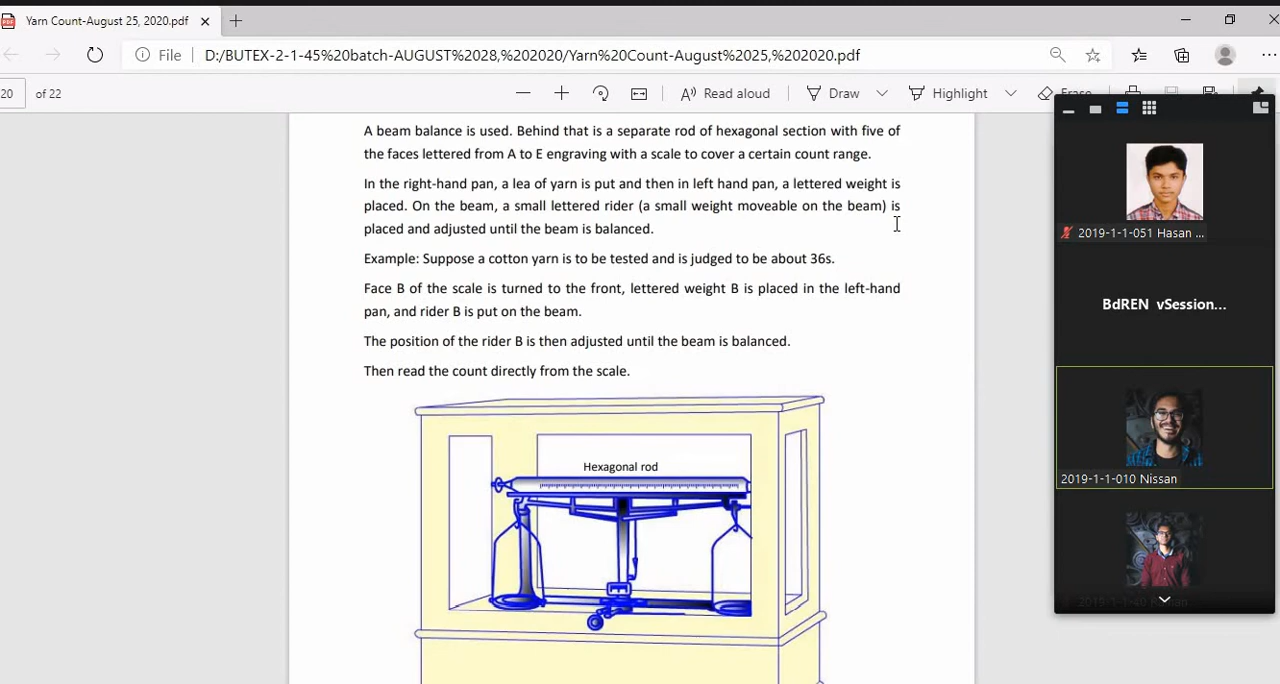 Yarn Count-August 25, 2020.pdf
File D:/BUTEX-2-1-45%20batch-AUGUST%2028,%202020/Yarn%20Count-August%2025,%202020.pdf
20 of 22 Read aloud Draw Highlight Erase
A beam balance is used. Behind that is a separate rod of hexagonal section with five of
the faces lettered from A to E engraving with a scale to cover a certain count range.
In the right-hand pan, a lea of yarn is put and then in left hand pan, a lettered weight is
placed. On the beam, a small lettered rider (a small weight moveable on the beam) is
placed and adjusted until the beam is balanced.
Example: Suppose a cotton yarn is to be tested and is judged to be about 36s.
Face B of the scale is turned to the front, lettered weight B is placed in the left-hand
pan, and rider B is put on the beam.
The position of the rider B is then adjusted until the beam is balanced.
Then read the count directly from the scale.
Hexagonal rod
2019-1-1-051 Hasan ...
BdREN vSession...
2019-1-1-010 Nissan